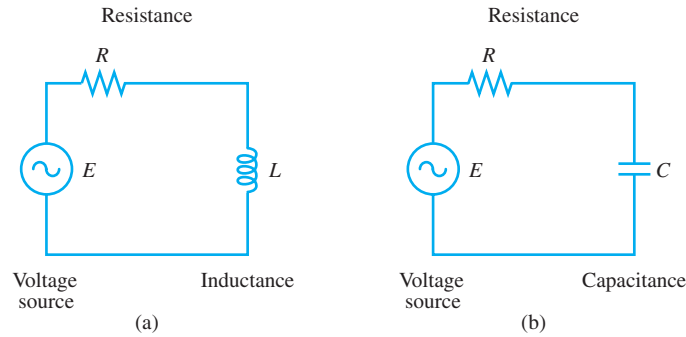 Resistance
R
E
L
Voltage
source
Inductance
(a)
Resistance
R
E
C
Voltage
source
Capacitance
(b)